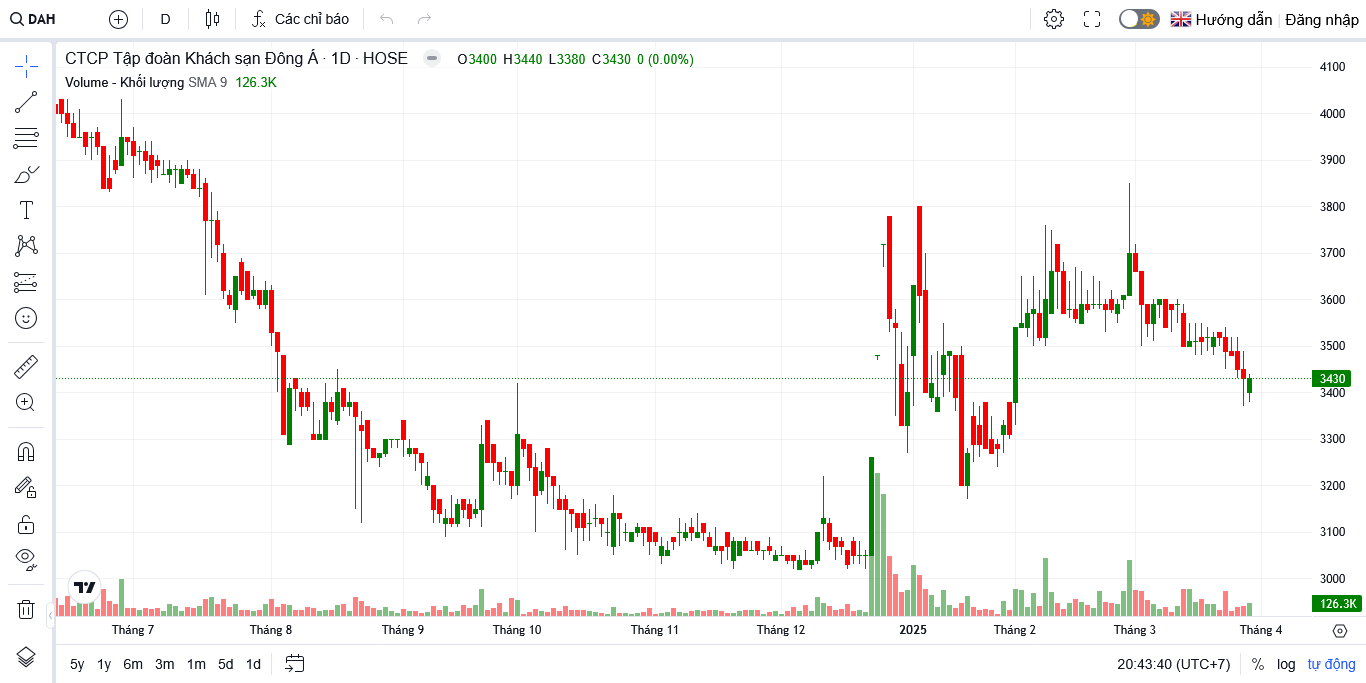 DAH D Các chỉ báo Hướng dẫn Đăng nhập
CTCP Tập đoàn Khách sạn Đông Á · 1D · HOSE O3400 H3440 L3380 C3430 0 (0.00%)
Volume - Khối lượng SMA 9 126.3K
4100
4000
3900
3800
3700
3600
3500
3430
3400
3300
3200
3100
3000
126.3K
Tháng 7 Tháng 8 Tháng 9 Tháng 10 Tháng 11 Tháng 12 2025 Tháng 2 Tháng 3 Tháng 4
5y 1y 6m 3m 1m 5d 1d 20:43:40 (UTC+7) % log tự động